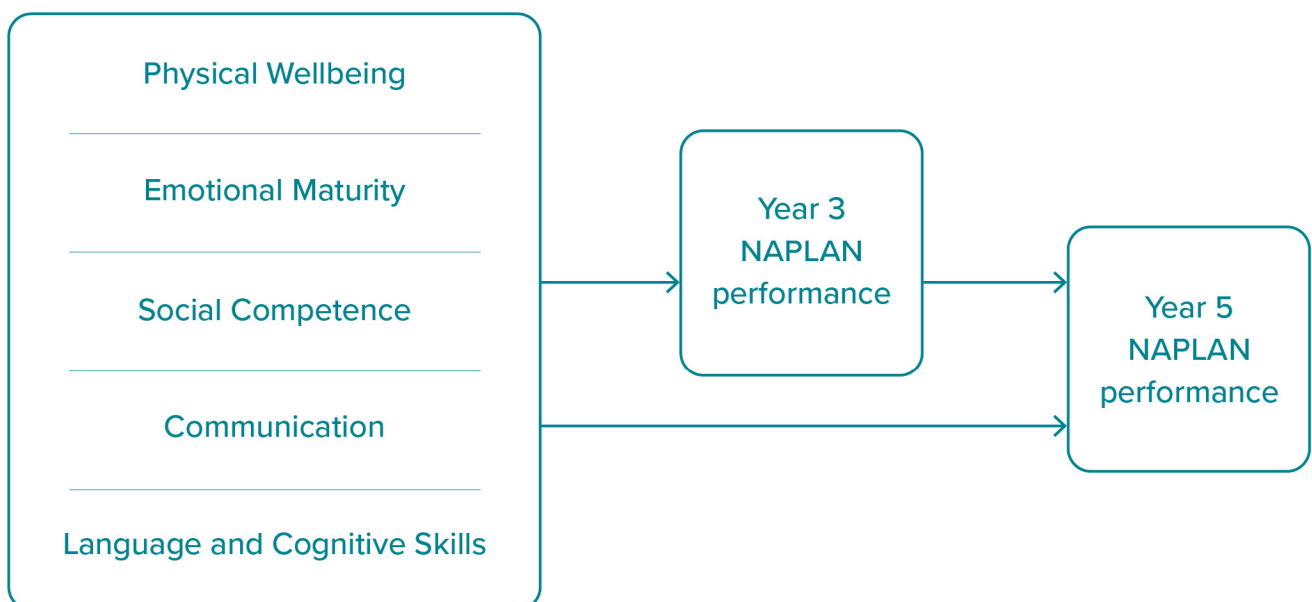 Physical Wellbeing
Emotional Maturity
Social Competence
Communication
Language and Cognitive Skills
Year 3
NAPLAN
performance
Year 5
NAPLAN
performance